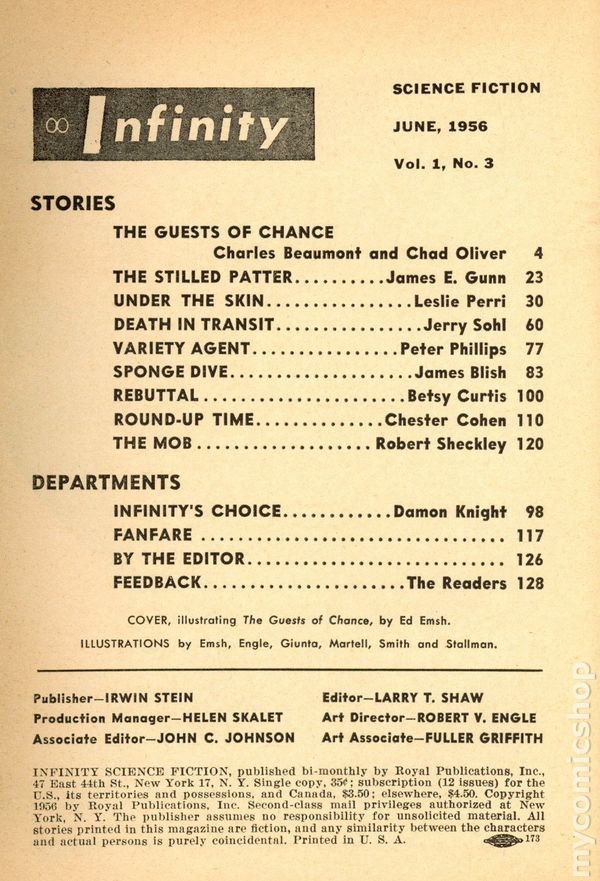 ∞ Infinity
SCIENCE FICTION
JUNE, 1956
Vol. 1, No. 3
STORIES
THE GUESTS OF CHANCE
Charles Beaumont and Chad Oliver 4
THE STILLED PATTER..........James E. Gunn 23
UNDER THE SKIN................Leslie Perri 30
DEATH IN TRANSIT................Jerry Sohl 60
VARIETY AGENT................Peter Phillips 77
SPONGE DIVE....................James Blish 83
REBUTTAL......................Betsy Curtis 100
ROUND-UP TIME..............Chester Cohen 110
THE MOB..................Robert Sheckley 120
DEPARTMENTS
INFINITY'S CHOICE............Damon Knight 98
FANFARE ................................. 117
BY THE EDITOR............................ 126
FEEDBACK......................The Readers 128
COVER, illustrating The Guests of Chance, by Ed Emsh.
ILLUSTRATIONS by Emsh, Engle, Giunta, Martell, Smith and Stallman.
Publisher—IRWIN STEIN
Production Manager—HELEN SKALET
Associate Editor—JOHN C. JOHNSON
Editor—LARRY T. SHAW
Art Director—ROBERT V. ENGLE
Art Associate—FULLER GRIFFITH
INFINITY SCIENCE FICTION, published bi-monthly by Royal Publications, Inc.,
47 East 44th St., New York 17, N. Y. Single copy, 35¢; subscription (12 issues) for the
U.S., its territories and possessions, and Canada, $3.50; elsewhere, $4.50. Copyright
1956 by Royal Publications, Inc. Second-class mail privileges authorized at New
York, N. Y. The publisher assumes no responsibility for unsolicited material. All
stories printed in this magazine are fiction, and any similarity between the characters
and actual persons is purely coincidental. Printed in U. S. A.
173
mycomicshop